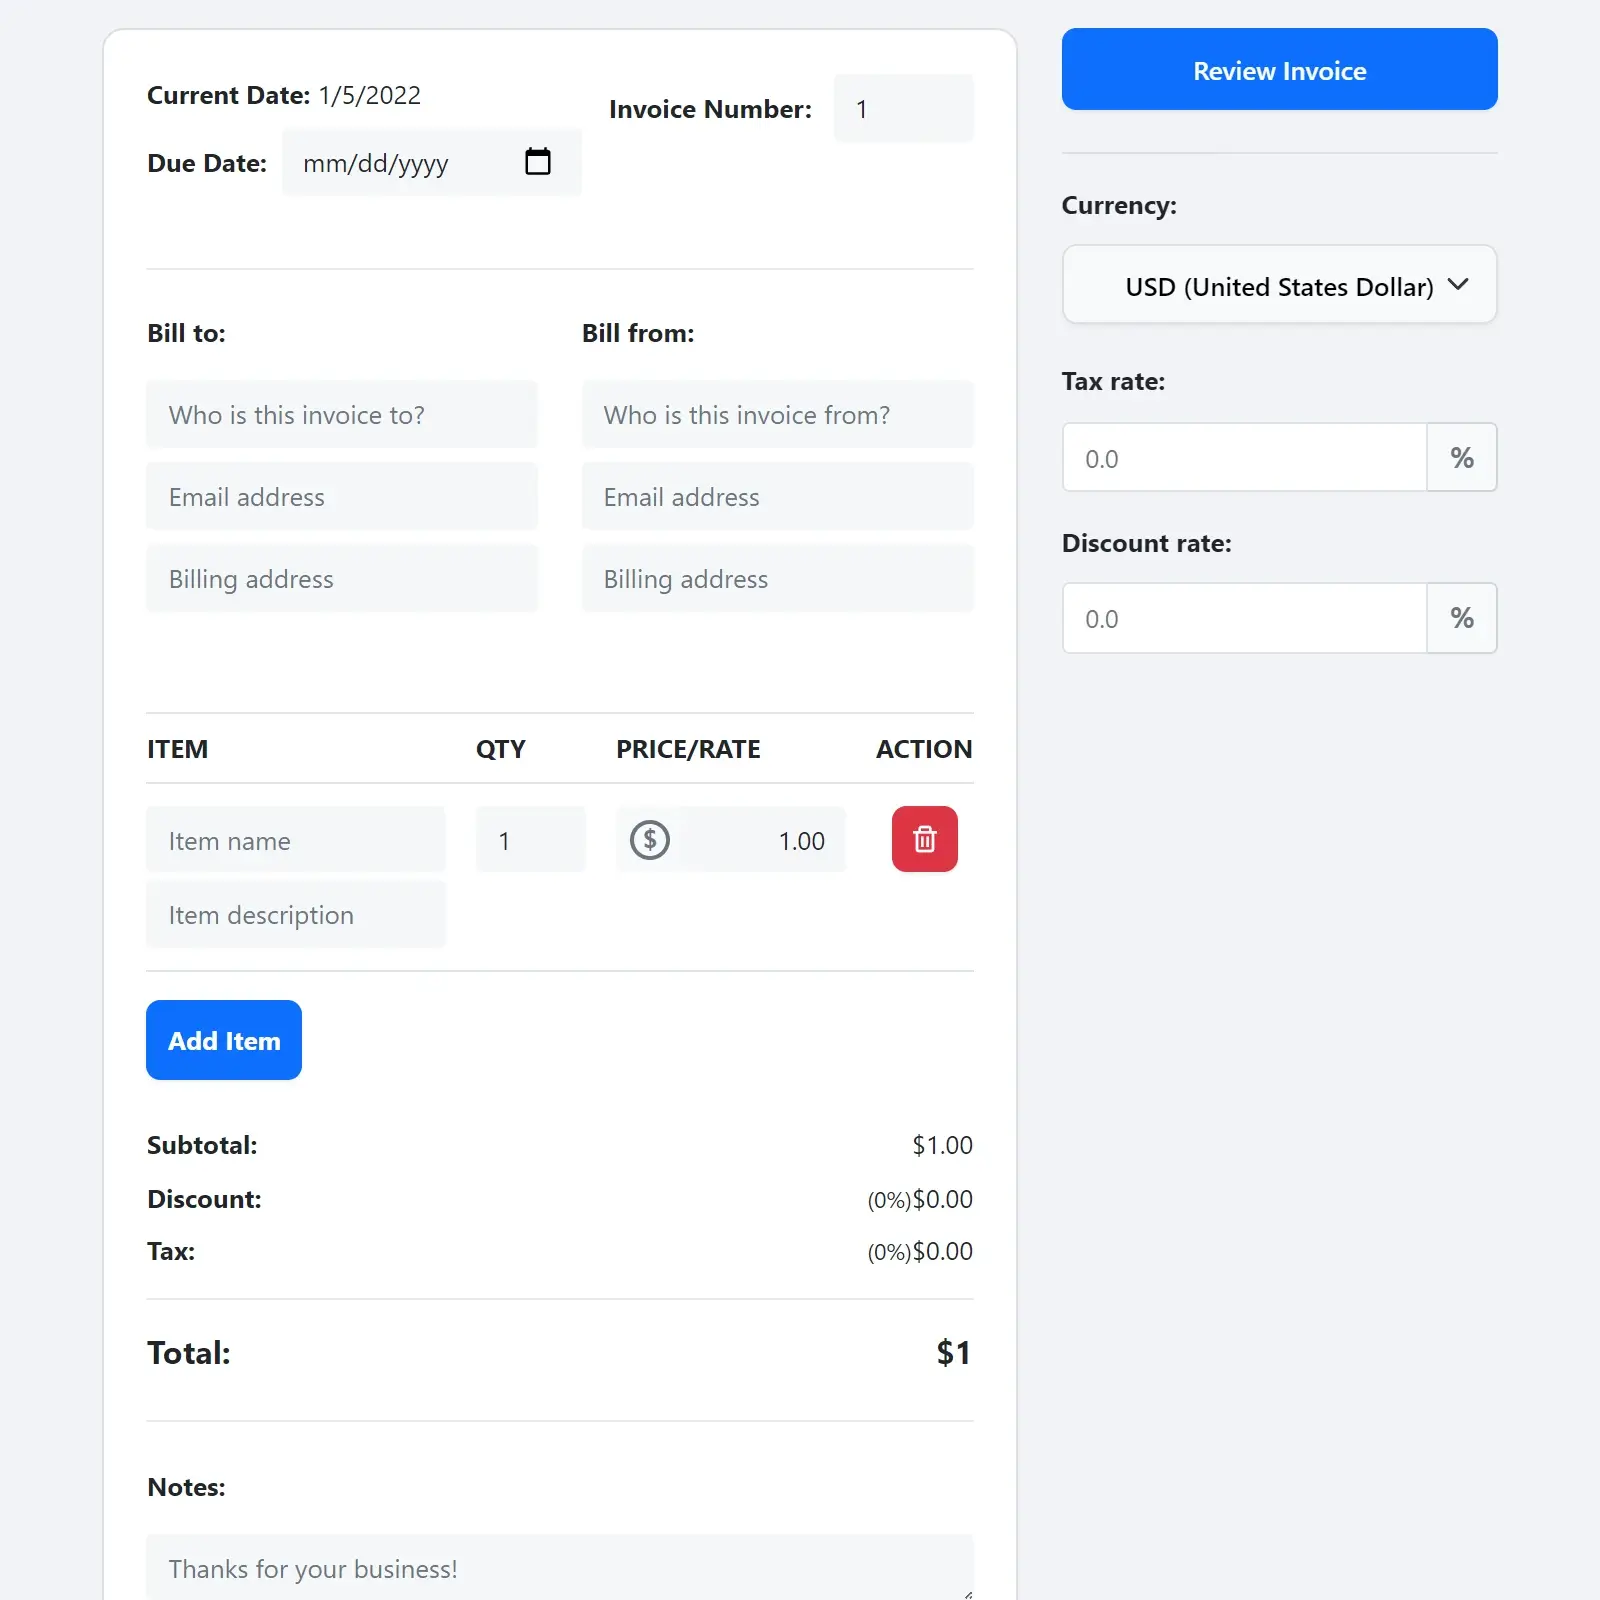 Current Date: 1/5/2022
Invoice Number: 1
Due Date: mm/dd/yyyy
Review Invoice
Currency:
USD (United States Dollar)
Tax rate:
0.0 %
Discount rate:
0.0 %
Bill to:
Who is this invoice to?
Email address
Billing address
Bill from:
Who is this invoice from?
Email address
Billing address
ITEM QTY PRICE/RATE ACTION
Item name 1 $ 1.00
Item description
Add Item
Subtotal: $1.00
Discount: (0%)$0.00
Tax: (0%)$0.00
Total: $1
Notes:
Thanks for your business!